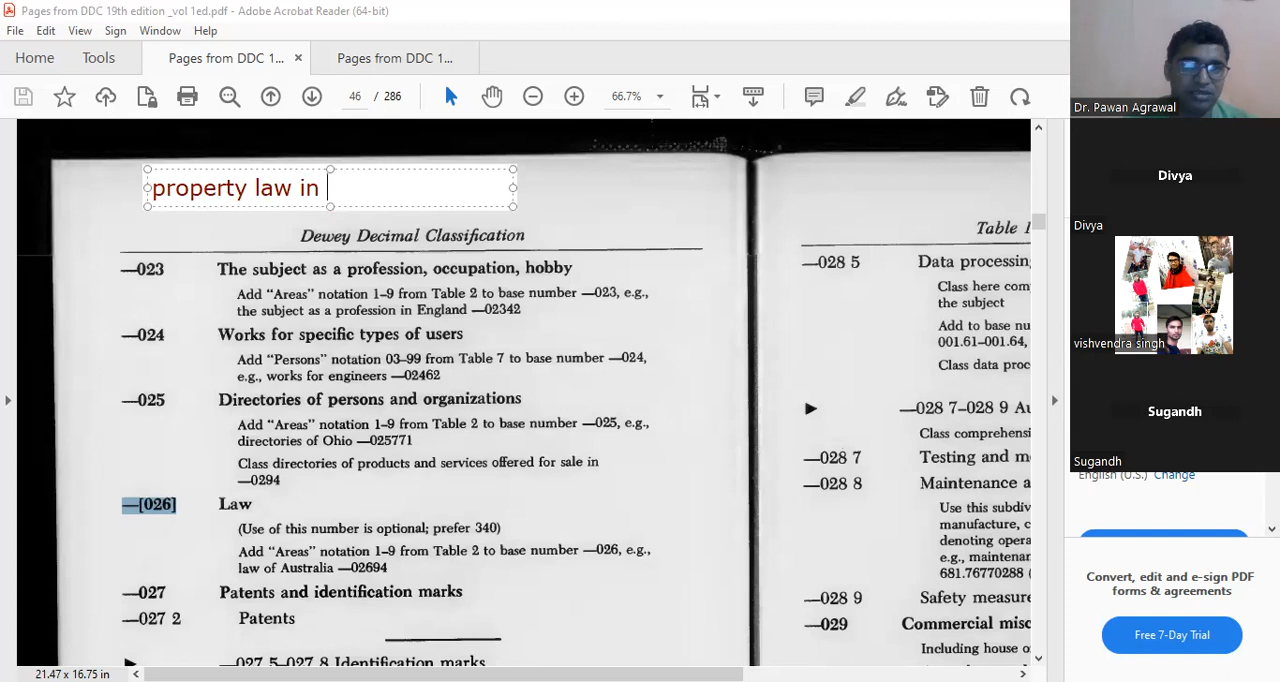 Pages from DDC 19th edition _vol 1ed.pdf - Adobe Acrobat Reader (64-bit)
File Edit View Sign Window Help
Home Tools Pages from DDC 1... × Pages from DDC 1...
46 / 286 66.7%
property law in
Dewey Decimal Classification
—023 The subject as a profession, occupation, hobby
Add “Areas” notation 1–9 from Table 2 to base number —023, e.g.,
the subject as a profession in England —02342
—024 Works for specific types of users
Add “Persons” notation 03–99 from Table 7 to base number —024,
e.g., works for engineers —02462
—025 Directories of persons and organizations
Add “Areas” notation 1–9 from Table 2 to base number —025, e.g.,
directories of Ohio —025771
Class directories of products and services offered for sale in
—0294
—[026] Law
(Use of this number is optional; prefer 340)
Add “Areas” notation 1–9 from Table 2 to base number —026, e.g.,
law of Australia —02694
—027 Patents and identification marks
—027 2 Patents
—027 5–027 8 Identification marks
Table 1
—028 5 Data processing
Class here com
the subject
Add to base nu
001.61–001.64,
Class data proc
—028 7–028 9 Au
Class comprehensi
—028 7 Testing and m
—028 8 Maintenance a
Use this subdiv
manufacture, c
denoting opera
e.g., maintenan
681.76770288 (
—028 9 Safety measure
—029 Commercial misc
Including house o
21.47 x 16.75 in
Dr. Pawan Agrawal
Divya
Divya
vishvendra singh
Sugandh
Sugandh
English (U.S.) Change
Convert, edit and e-sign PDF
forms & agreements
Free 7-Day Trial